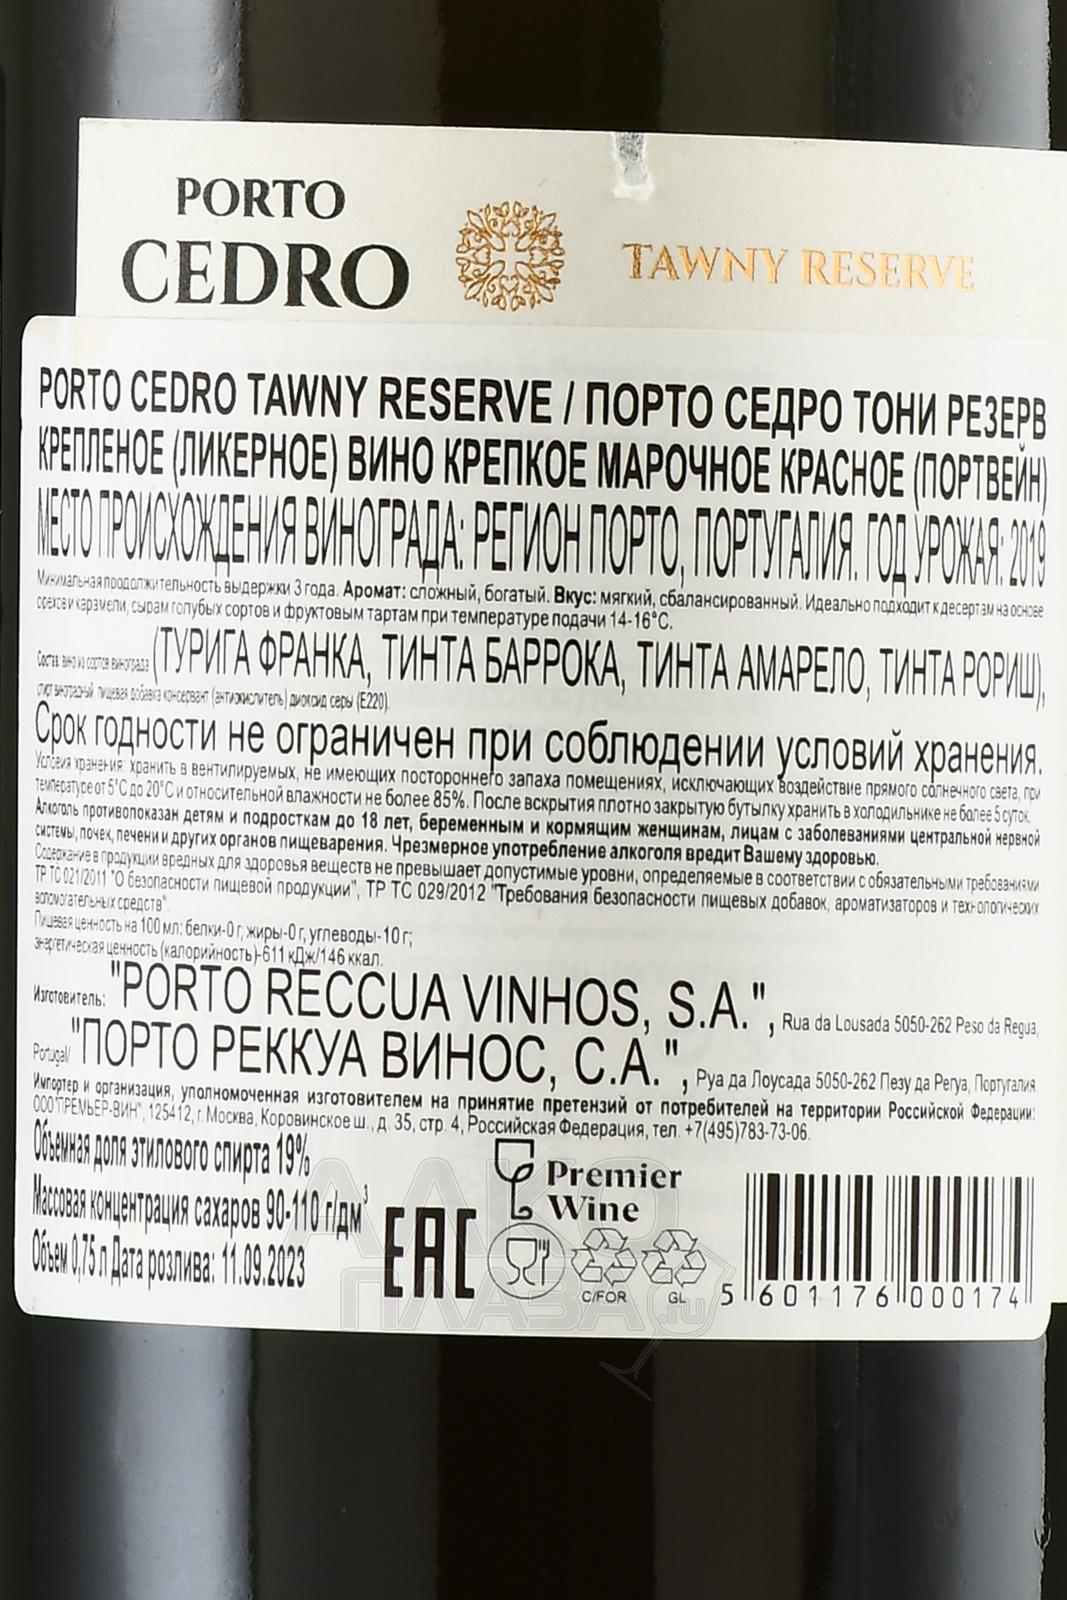 PORTO
CEDRO
TAWNY RESERVE
PORTO CEDRO TAWNY RESERVE / ПОРТО СЕДРО ТОНИ РЕЗЕРВ
КРЕПЛЕНОЕ (ЛИКЕРНОЕ) ВИНО КРЕПКОЕ МАРОЧНОЕ КРАСНОЕ (ПОРТВЕЙН)
МЕСТО ПРОИСХОЖДЕНИЯ ВИНОГРАДА: РЕГИОН ПОРТО, ПОРТУГАЛИЯ. ГОД УРОЖАЯ: 2019
Минимальная продолжительность выдержки 3 года. Аромат: сложный, богатый. Вкус: мягкий, сбалансированный. Идеально подходит к десертам на основе
орехов и карамели, сырам голубых сортов и фруктовым тартам при температуре подачи 14-16°С.
Состав: вино из сортов винограда (ТУРИГА ФРАНКА, ТИНТА БАРРОКА, ТИНТА АМАРЕЛО, ТИНТА РОРИШ),
спирт виноградный, пищевая добавка консервант (антиокислитель) диоксид серы (Е220).
Срок годности не ограничен при соблюдении условий хранения.
Условия хранения: хранить в вентилируемых, не имеющих постороннего запаха помещениях, исключающих воздействие прямого солнечного света, при
температуре от 5°С до 20°С и относительной влажности не более 85%. После вскрытия плотно закрытую бутылку хранить в холодильнике не более 5 суток.
Алкоголь противопоказан детям и подросткам до 18 лет, беременным и кормящим женщинам, лицам с заболеваниями центральной нервной
системы, почек, печени и других органов пищеварения. Чрезмерное употребление алкоголя вредит Вашему здоровью.
Содержание в продукции вредных для здоровья веществ не превышает допустимые уровни, определяемые в соответствии с обязательными требованиями
ТР ТС 021/2011 "О безопасности пищевой продукции", ТР ТС 029/2012 "Требования безопасности пищевых добавок, ароматизаторов и технологических
вспомогательных средств".
Пищевая ценность на 100 мл: белки-0 г, жиры-0 г, углеводы-10 г;
энергетическая ценность (калорийность)-611 кДж/146 ккал.
Изготовитель: "PORTO RECCUA VINHOS, S.A.", Rua da Lousada 5050-262 Peso da Regua,
Portugal/ "ПОРТО РЕККУА ВИНОС, С.А.", Руа да Лоусада 5050-262 Пезу да Регуа, Португалия.
Импортер и организация, уполномоченная изготовителем на принятие претензий от потребителей на территории Российской Федерации:
ООО "ПРЕМЬЕР-ВИН", 125412, г. Москва, Коровинское ш., д. 35, стр. 4, Российская Федерация, тел. +7(495)783-73-06.
Объемная доля этилового спирта 19%
Массовая концентрация сахаров 90-110 г/дм³
Объем 0,75 л Дата розлива: 11.09.2023
EAC
Premier
Wine
C/FOR
GL
5 601176 000174
АЛКО
ПЛАЗА.ru